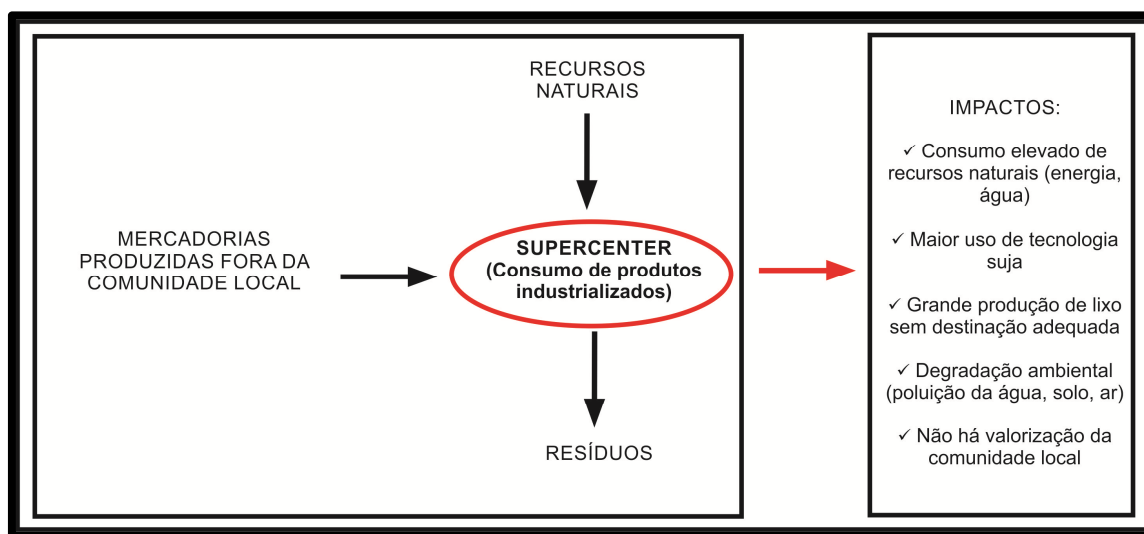 RECURSOS
NATURAIS
MERCADORIAS
PRODUZIDAS FORA DA
COMUNIDADE LOCAL
SUPERCENTER
(Consumo de produtos
industrializados)
RESÍDUOS
IMPACTOS:
✓ Consumo elevado de
recursos naturais (energia,
água)
✓ Maior uso de tecnologia
suja
✓ Grande produção de lixo
sem destinação adequada
✓ Degradação ambiental
(poluição da água, solo, ar)
✓ Não há valorização da
comunidade local